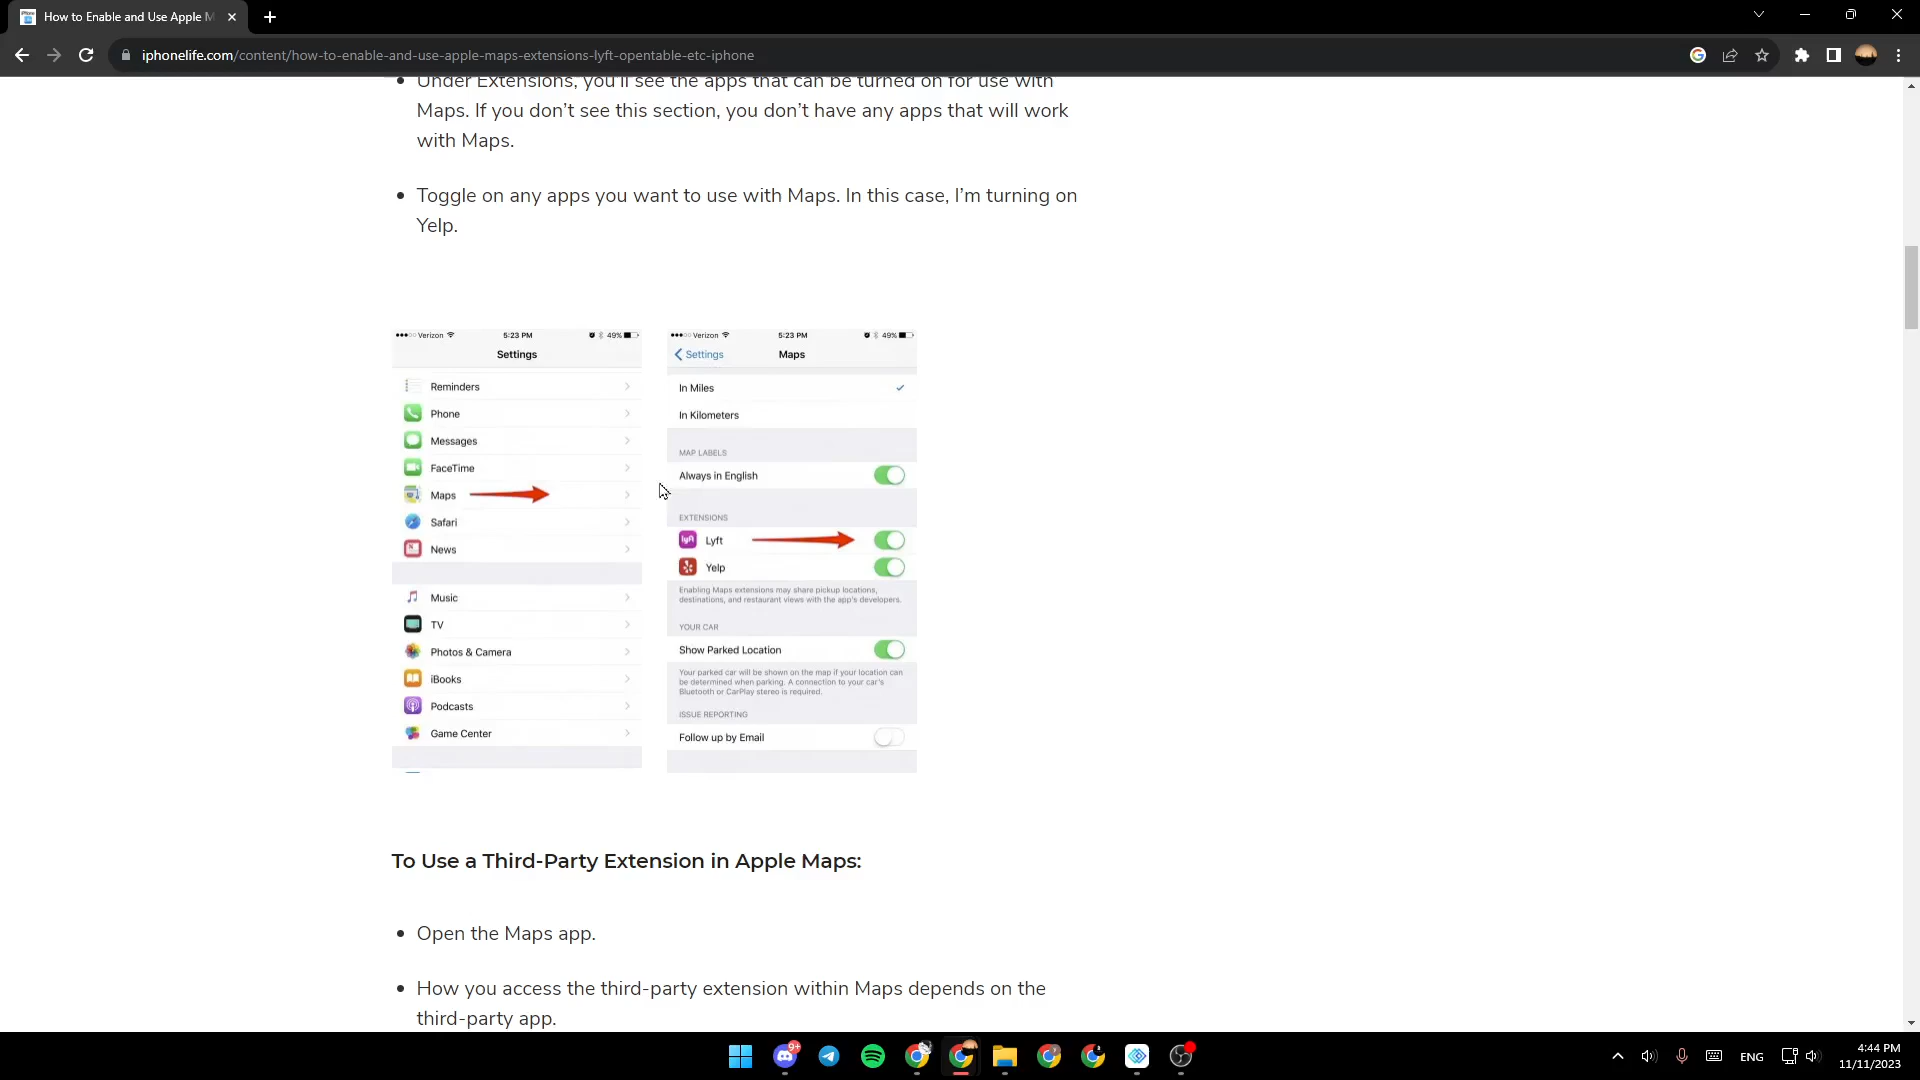 How to Enable and Use Apple M
iphonelife.com/content/how-to-enable-and-use-apple-maps-extensions-lyft-opentable-etc-iphone
Under Extensions, you'll see the apps that can be turned on for use with
Maps. If you don't see this section, you don't have any apps that will work
with Maps.
Toggle on any apps you want to use with Maps. In this case, I'm turning on
Yelp.
Verizon 5:23 PM 49%
Settings
Reminders
Phone
Messages
FaceTime
Maps
Safari
News
Music
TV
Photos & Camera
iBooks
Podcasts
Game Center
Verizon 5:23 PM 49%
Settings Maps
In Miles
In Kilometers
MAP LABELS
Always in English
EXTENSIONS
Lyft
Yelp
Enabling Maps extensions may share pickup locations,
destinations, and restaurant views with the app's developers.
YOUR CAR
Show Parked Location
Your parked car will be shown on the map if your location can
be determined when parking. A connection to your car's
Bluetooth or CarPlay stereo is required.
ISSUE REPORTING
Follow up by Email
To Use a Third-Party Extension in Apple Maps:
Open the Maps app.
How you access the third-party extension within Maps depends on the
third-party app.
9+
ENG
4:44 PM
11/11/2023